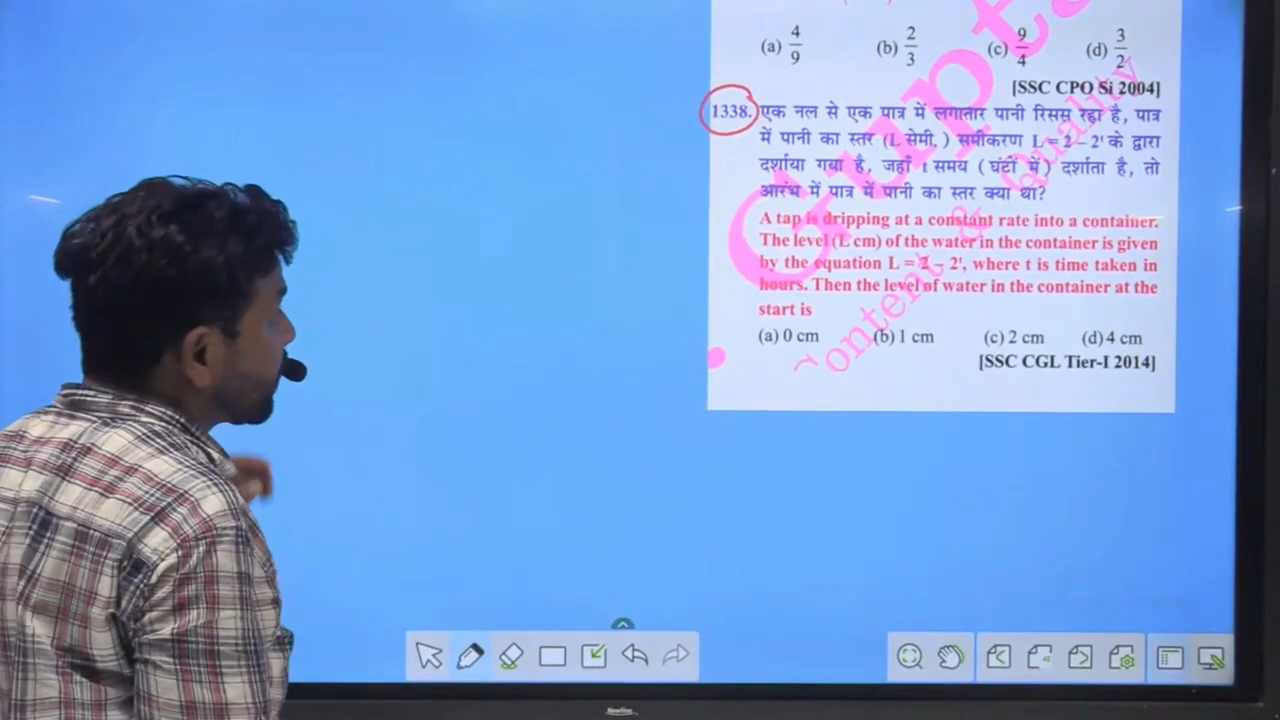 (a) 4/9 (b) 2/3 (c) 9/4 (d) 3/2
[SSC CPO Si 2004]
1338. एक नल से एक पात्र में लगातार पानी रिसस रहा है, पात्र
में पानी का स्तर (L सेमी, ) समीकरण L = 2 – 2ᵗ के द्वारा
दर्शाया गया है, जहाँ t समय ( घंटों में ) दर्शाता है, तो
आरंभ में पात्र में पानी का स्तर क्या था?
A tap is dripping at a constant rate into a container.
The level (L cm) of the water in the container is given
by the equation L = 2 – 2ᵗ, where t is time taken in
hours. Then the level of water in the container at the
start is
(a) 0 cm (b) 1 cm (c) 2 cm (d) 4 cm
[SSC CGL Tier-I 2014]
Gupta
Content & Quality